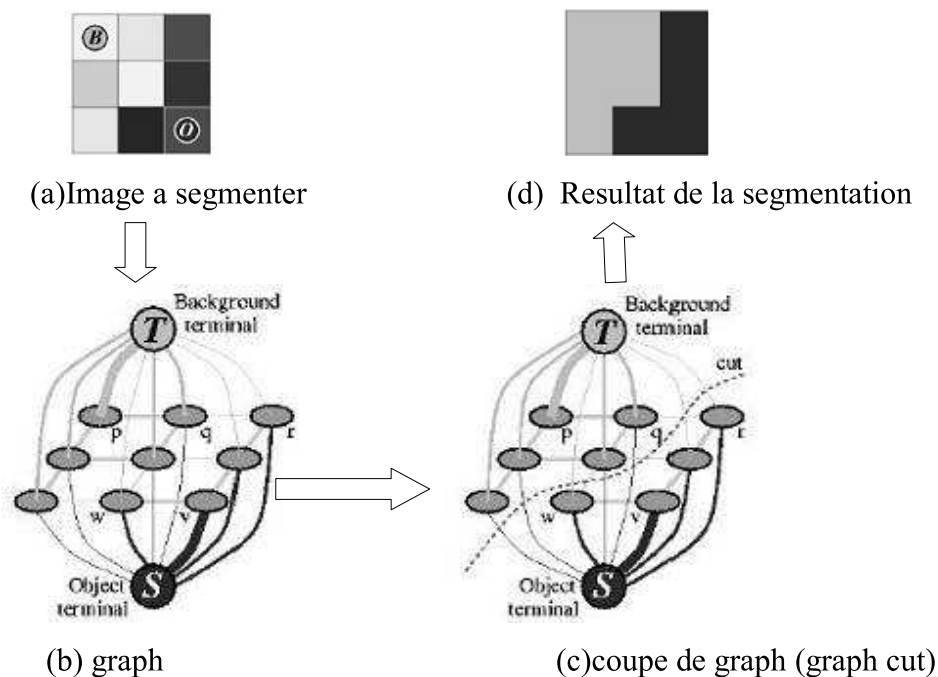 B
O
(a)Image a segmenter
(d) Resultat de la segmentation
Background
terminal
T
p
q
r
w
v
Object
terminal
S
(b) graph
Background
terminal
T
cut
p
q
r
w
v
Object
terminal
S
(c)coupe de graph (graph cut)